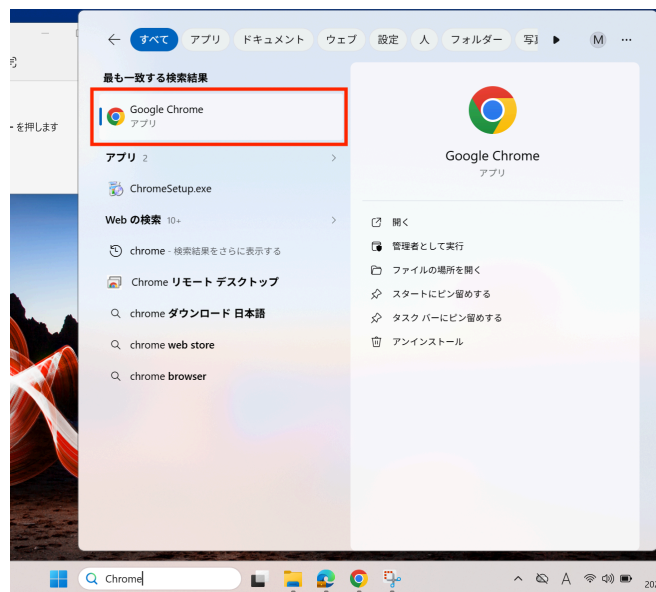 すべて アプリ ドキュメント ウェブ 設定 人 フォルダー M ...
最も一致する検索結果
Google Chrome
アプリ
を押します
アプリ 2
ChromeSetup.exe
Web の検索 10+
chrome - 検索結果をさらに表示する
Chrome リモート デスクトップ
chrome ダウンロード 日本語
chrome web store
chrome browser
Google Chrome
アプリ
開く
管理者として実行
ファイルの場所を開く
スタートにピン留めする
タスク バーにピン留めする
アンインストール
Chrome A